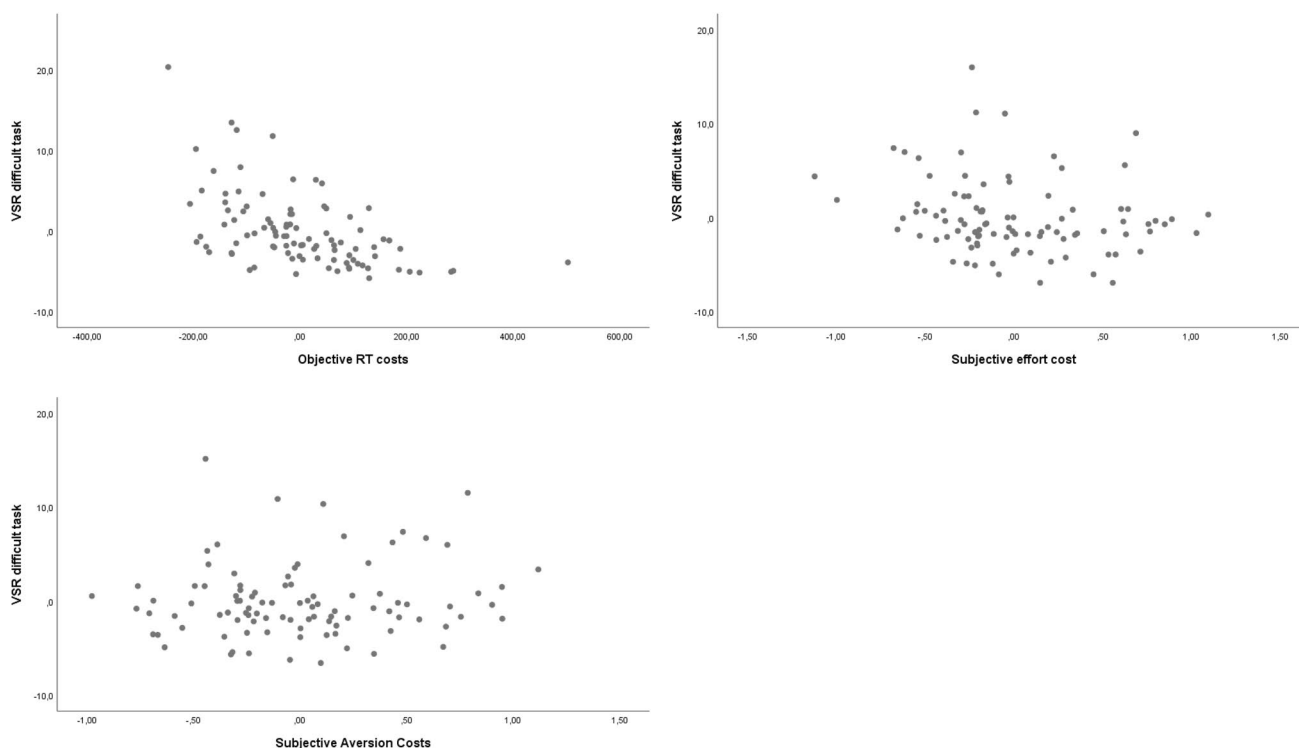 20,0
10,0
,0
-10,0
VSR difficult task
-400,00 -200,00 ,00 200,00 400,00 600,00
Objective RT costs
20,0
10,0
,0
-10,0
VSR difficult task
-1,50 -1,00 -,50 ,00 ,50 1,00 1,50
Subjective effort cost
20,0
10,0
,0
-10,0
VSR difficult task
-1,00 -,50 ,00 ,50 1,00 1,50
Subjective Aversion Costs